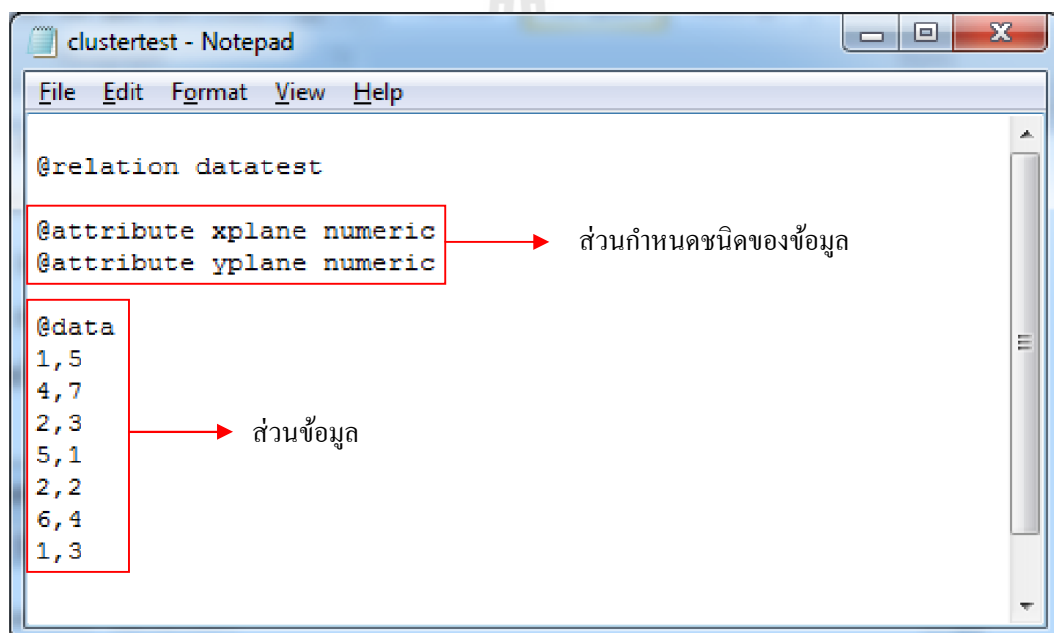 clustertest - Notepad
File Edit Format View Help
@relation datatest
@attribute xplane numeric
@attribute yplane numeric
ส่วนกำหนดชนิดของข้อมูล
@data
1,5
4,7
2,3
5,1
2,2
6,4
1,3
ส่วนข้อมูล